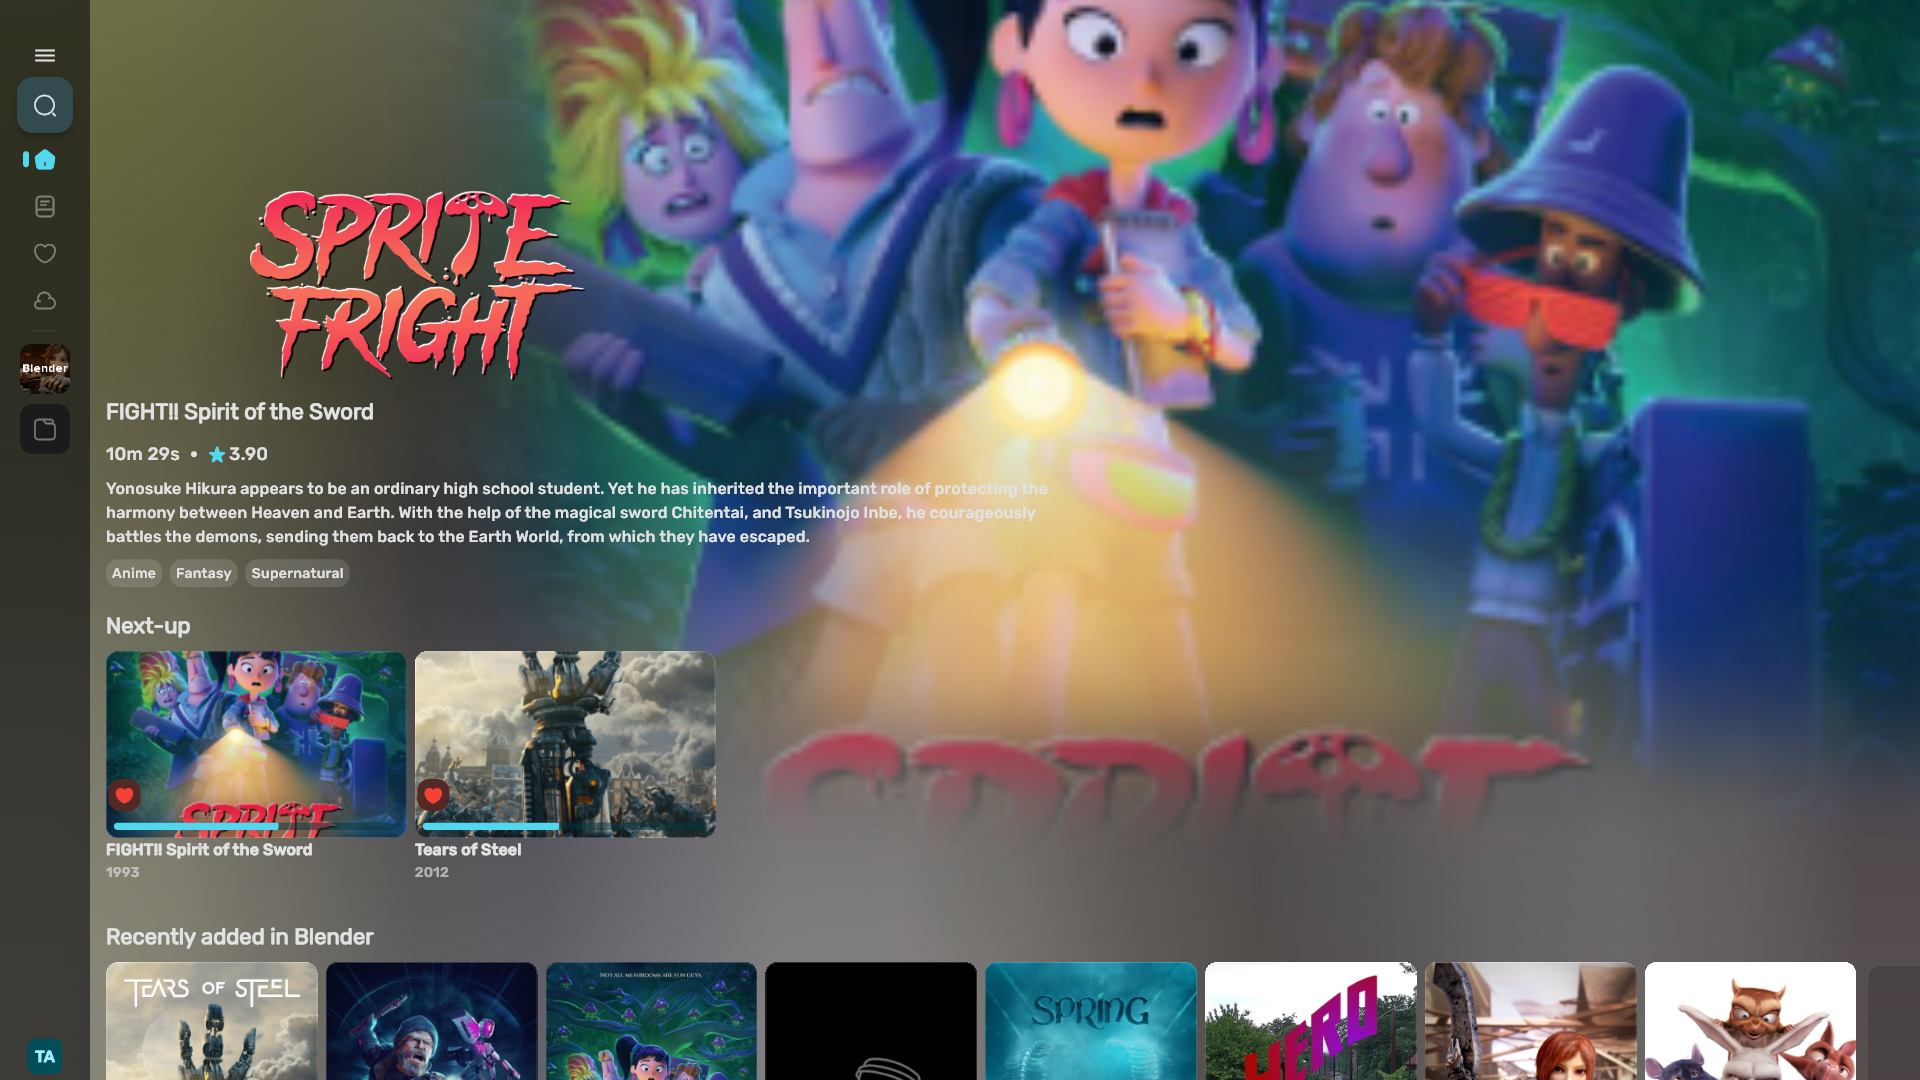 SPRITE
FRIGHT
Blender
FIGHT!! Spirit of the Sword
10m 29s • 3.90
Yonosuke Hikura appears to be an ordinary high school student. Yet he has inherited the important role of protecting the
harmony between Heaven and Earth. With the help of the magical sword Chitentai, and Tsukinojo Inbe, he courageously
battles the demons, sending them back to the Earth World, from which they have escaped.
Anime Fantasy Supernatural
Next-up
SPRITE
SPRITE
FIGHT!! Spirit of the Sword
1993
Tears of Steel
2012
Recently added in Blender
TEARS OF STEEL
NOT ALL MUSHROOMS ARE FUN GUYS.
SPRING
HERO
TA